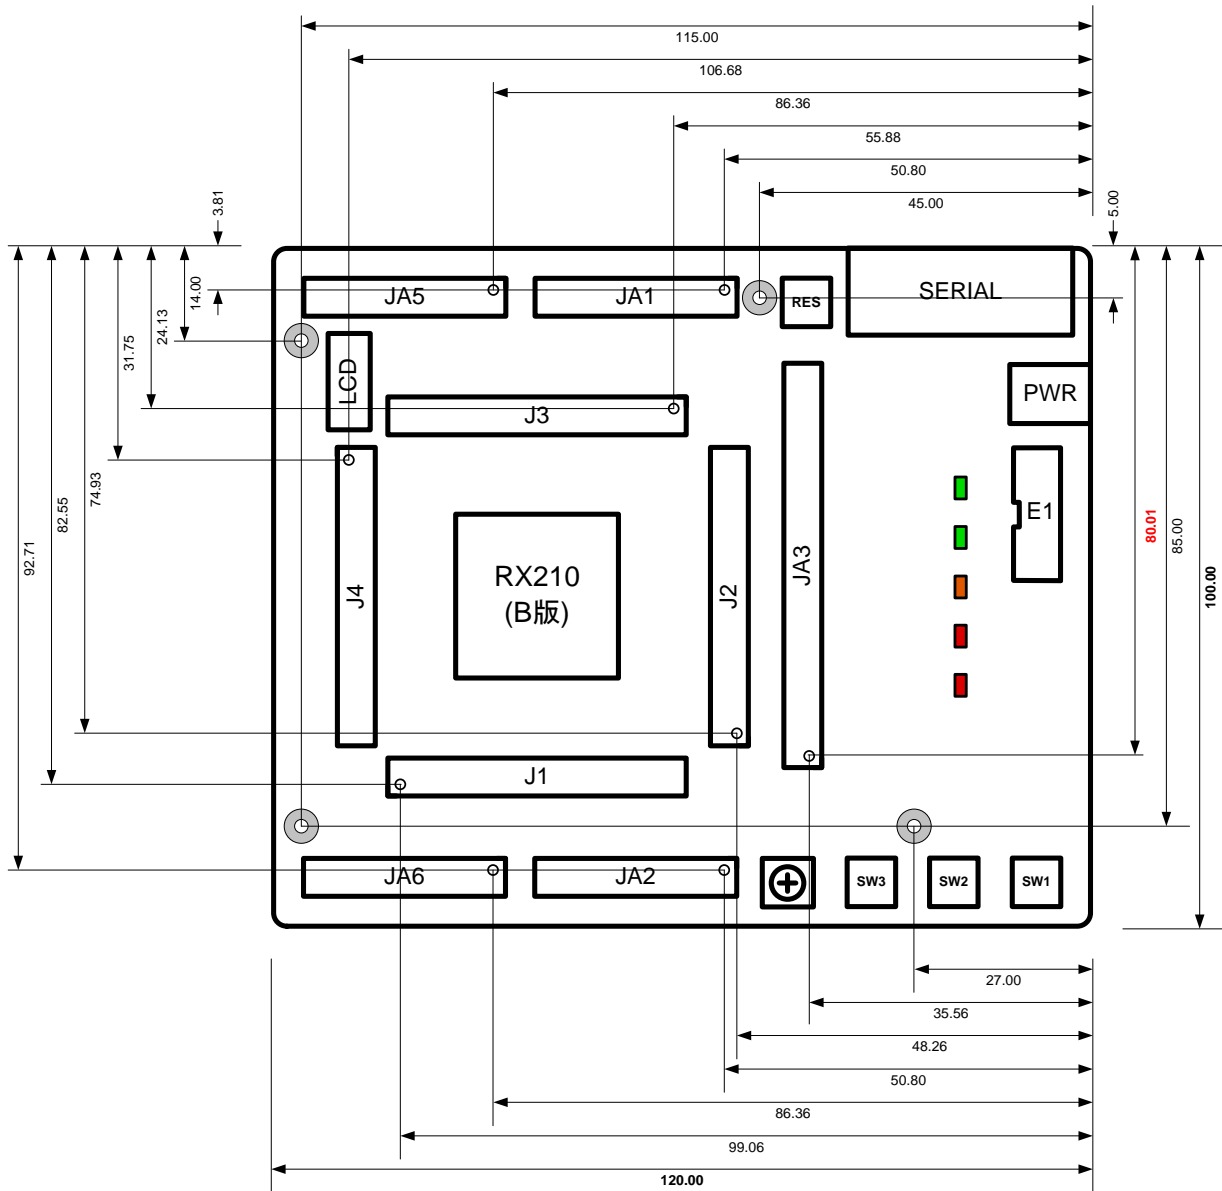 115.00
106.68
86.36
55.88
50.80
45.00
3.81
5.00
14.00
24.13
31.75
74.93
82.55
92.71
JA5
JA1
RES
SERIAL
LCD
J3
PWR
E1
80.01
85.00
100.00
RX210
(B版)
J4
J2
JA3
J1
JA6
JA2
SW3
SW2
SW1
27.00
35.56
48.26
50.80
86.36
99.06
120.00